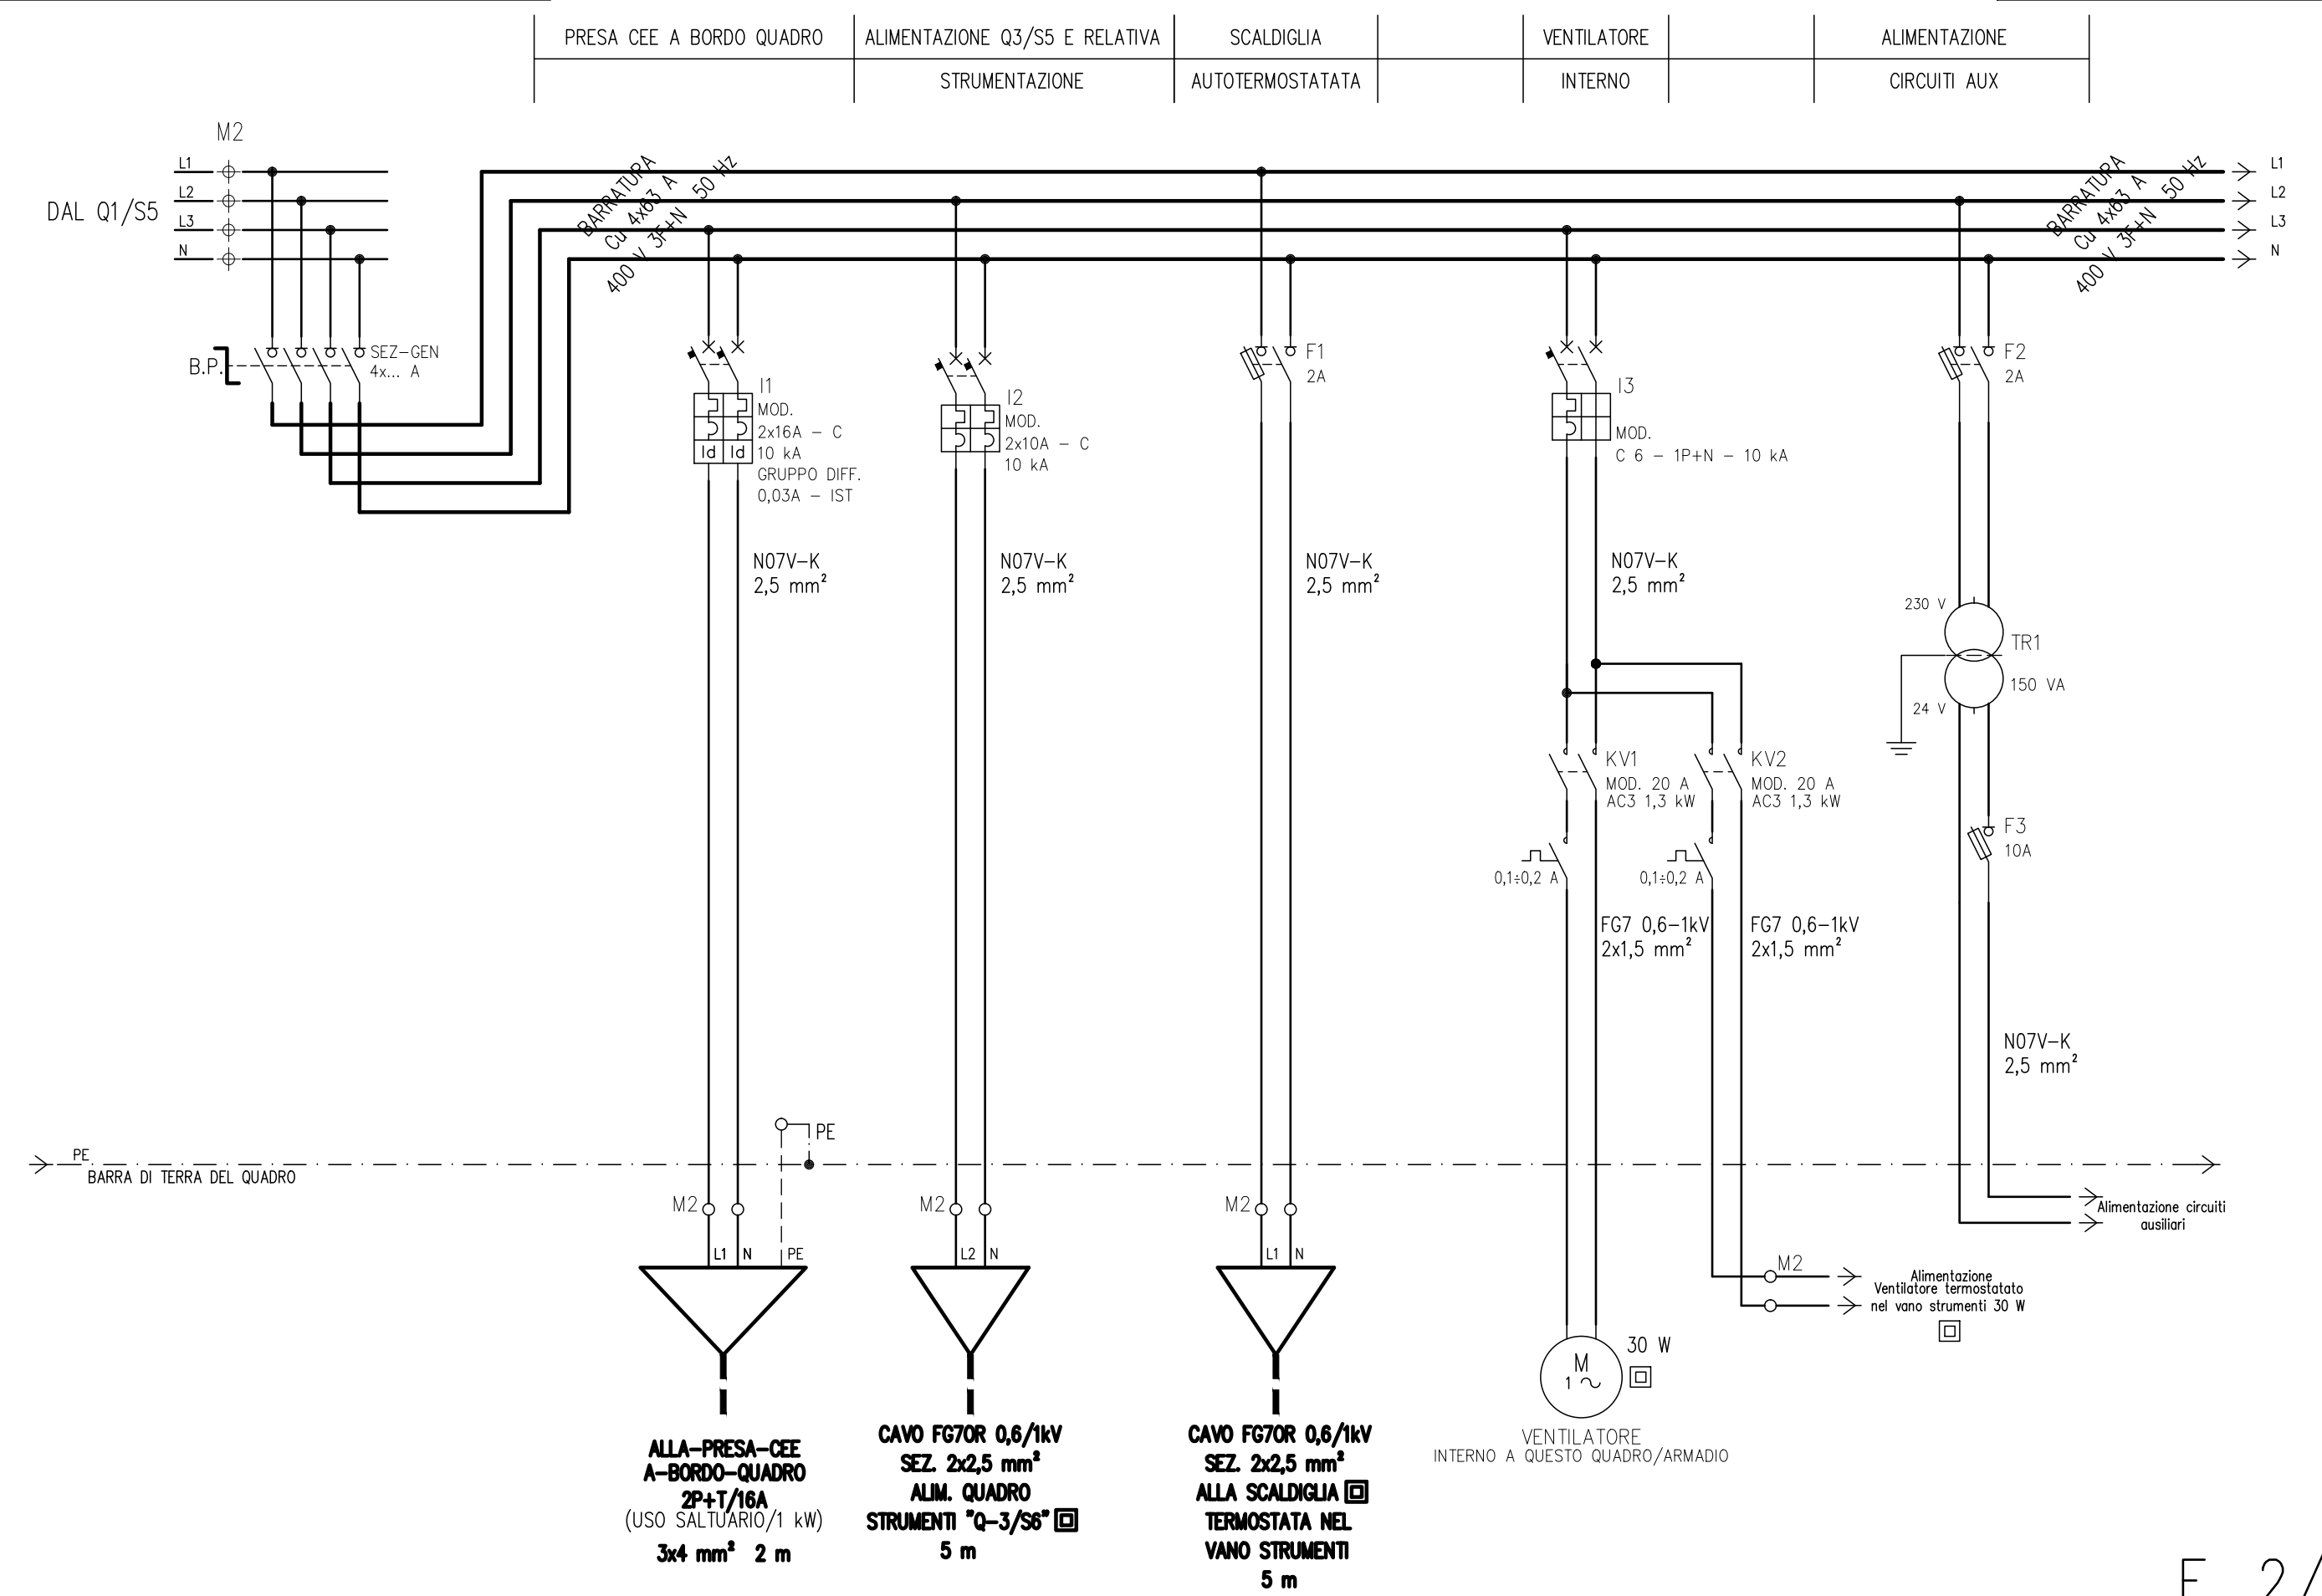 PRESA CEE A BORDO QUADRO
ALIMENTAZIONE Q3/S5 E RELATIVA
STRUMENTAZIONE
SCALDIGLIA
AUTOTERMOSTATATA
VENTILATORE
INTERNO
ALIMENTAZIONE
CIRCUITI AUX
M2
DAL Q1/S5
L1
L2
L3
N
BARRATURA
Cu 4x63 A
400 V 3F+N 50 Hz
BARRATURA
Cu 4x63 A
400 V 3F+N 50 Hz
L1
L2
L3
N
B.P.
SEZ-GEN
4x... A
I1
MOD.
2x16A - C
10 kA
GRUPPO DIFF.
0,03A - IST
Id Id
I2
MOD.
2x10A - C
10 kA
F1
2A
I3
MOD.
C 6 - 1P+N - 10 kA
F2
2A
N07V-K
2,5 mm²
N07V-K
2,5 mm²
N07V-K
2,5 mm²
N07V-K
2,5 mm²
230 V
TR1
150 VA
24 V
KV1
MOD. 20 A
AC3 1,3 kW
KV2
MOD. 20 A
AC3 1,3 kW
F3
10A
0,1÷0,2 A
0,1÷0,2 A
FG7 0,6-1kV
2x1,5 mm²
FG7 0,6-1kV
2x1,5 mm²
N07V-K
2,5 mm²
PE
PE
BARRA DI TERRA DEL QUADRO
M2
M2
M2
L1 N PE
L2 N
L1 N
Alimentazione circuiti
ausiliari
M2
Alimentazione
Ventilatore termostatato
nel vano strumenti 30 W
M
1
30 W
VENTILATORE
INTERNO A QUESTO QUADRO/ARMADIO
ALLA-PRESA-CEE
A-BORDO-QUADRO
2P+T/16A
(USO SALTUARIO/1 kW)
3x4 mm² 2 m
CAVO FG7OR 0,6/1kV
SEZ. 2x2,5 mm²
ALIM. QUADRO
STRUMENTI "Q-3/S6"
5 m
CAVO FG7OR 0,6/1kV
SEZ. 2x2,5 mm²
ALLA SCALDIGLIA
TERMOSTATA NEL
VANO STRUMENTI
5 m
2/